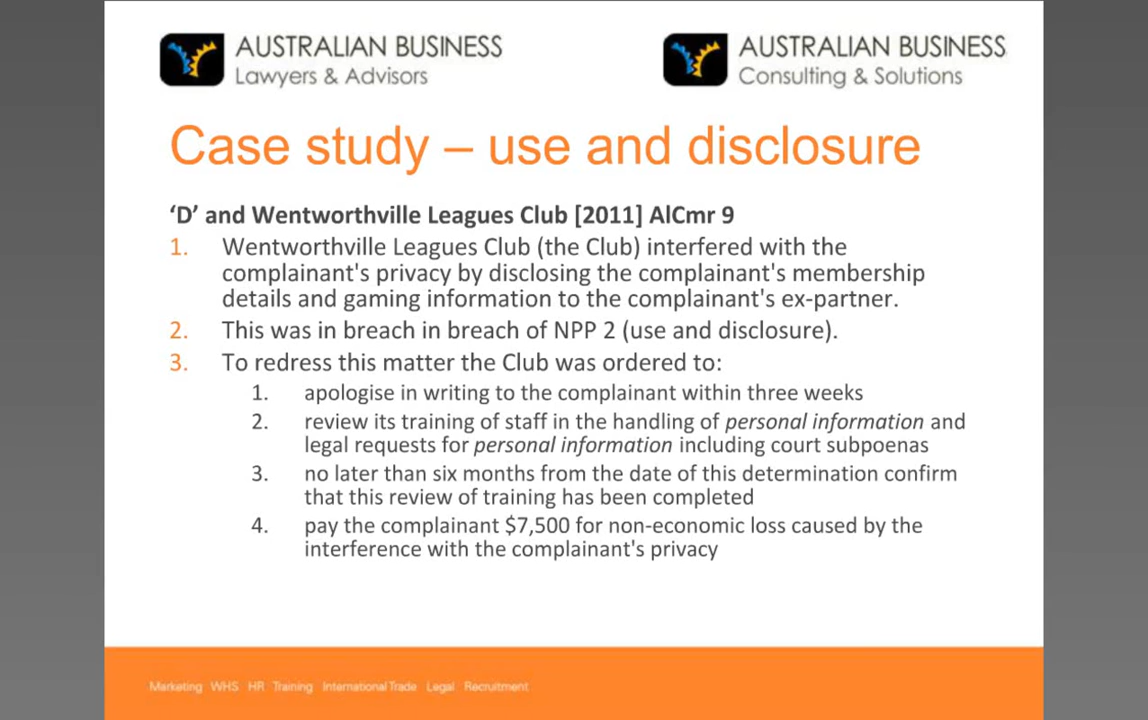 AUSTRALIAN BUSINESS
Lawyers & Advisors
AUSTRALIAN BUSINESS
Consulting & Solutions
Case study – use and disclosure
‘D’ and Wentworthville Leagues Club [2011] AlCmr 9
1. Wentworthville Leagues Club (the Club) interfered with the
complainant's privacy by disclosing the complainant's membership
details and gaming information to the complainant's ex-partner.
2. This was in breach in breach of NPP 2 (use and disclosure).
3. To redress this matter the Club was ordered to:
1. apologise in writing to the complainant within three weeks
2. review its training of staff in the handling of personal information and
legal requests for personal information including court subpoenas
3. no later than six months from the date of this determination confirm
that this review of training has been completed
4. pay the complainant $7,500 for non-economic loss caused by the
interference with the complainant's privacy
Marketing WHS HR Training International Trade Legal Recruitment